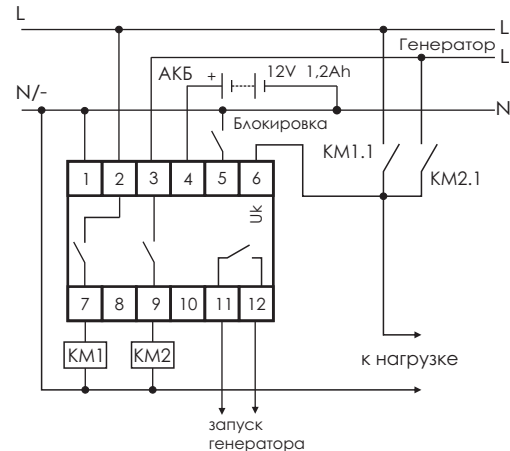 L
L
Генератор
L
АКБ + 12V 1,2Ah
N/-
N
Блокировка
KM1.1
KM2.1
1 2 3 4 5 6
Uk
7 8 9 10 11 12
KM1 KM2
к нагрузке
запуск
генератора